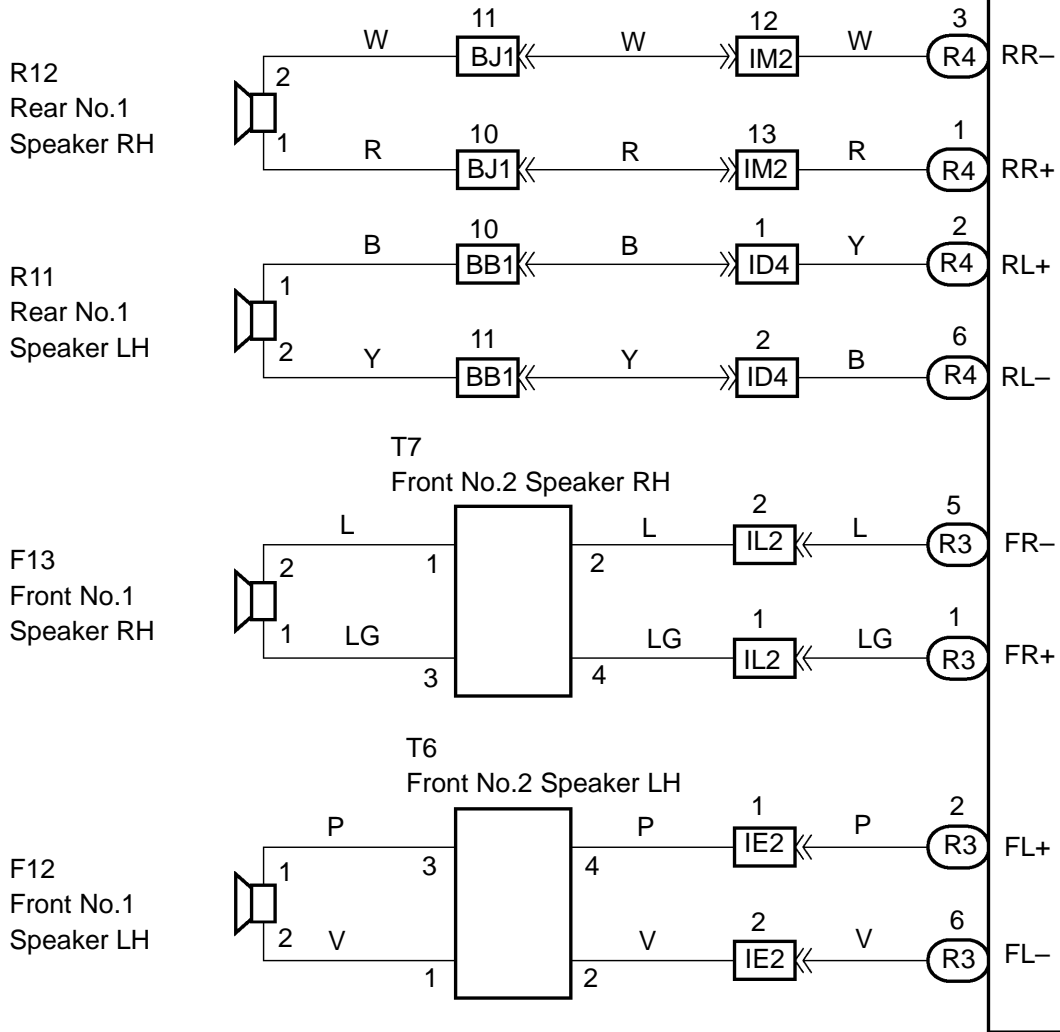 11 12 3
W W W
BJ1 IM2 R4 RR–
R12
Rear No.1
Speaker RH
2
1
10 13 1
R R R
BJ1 IM2 R4 RR+
10 1 2
B B Y
BB1 ID4 R4 RL+
R11
Rear No.1
Speaker LH
1
2
11 2 6
Y Y B
BB1 ID4 R4 RL–
T7
Front No.2 Speaker RH
2 5
L L L
1 2 IL2 R3 FR–
F13
Front No.1
Speaker RH
2
1
1 1
LG LG LG
3 4 IL2 R3 FR+
T6
Front No.2 Speaker LH
1 2
P P P
3 4 IE2 R3 FL+
F12
Front No.1
Speaker LH
1
2
2 6
V V V
1 2 IE2 R3 FL–